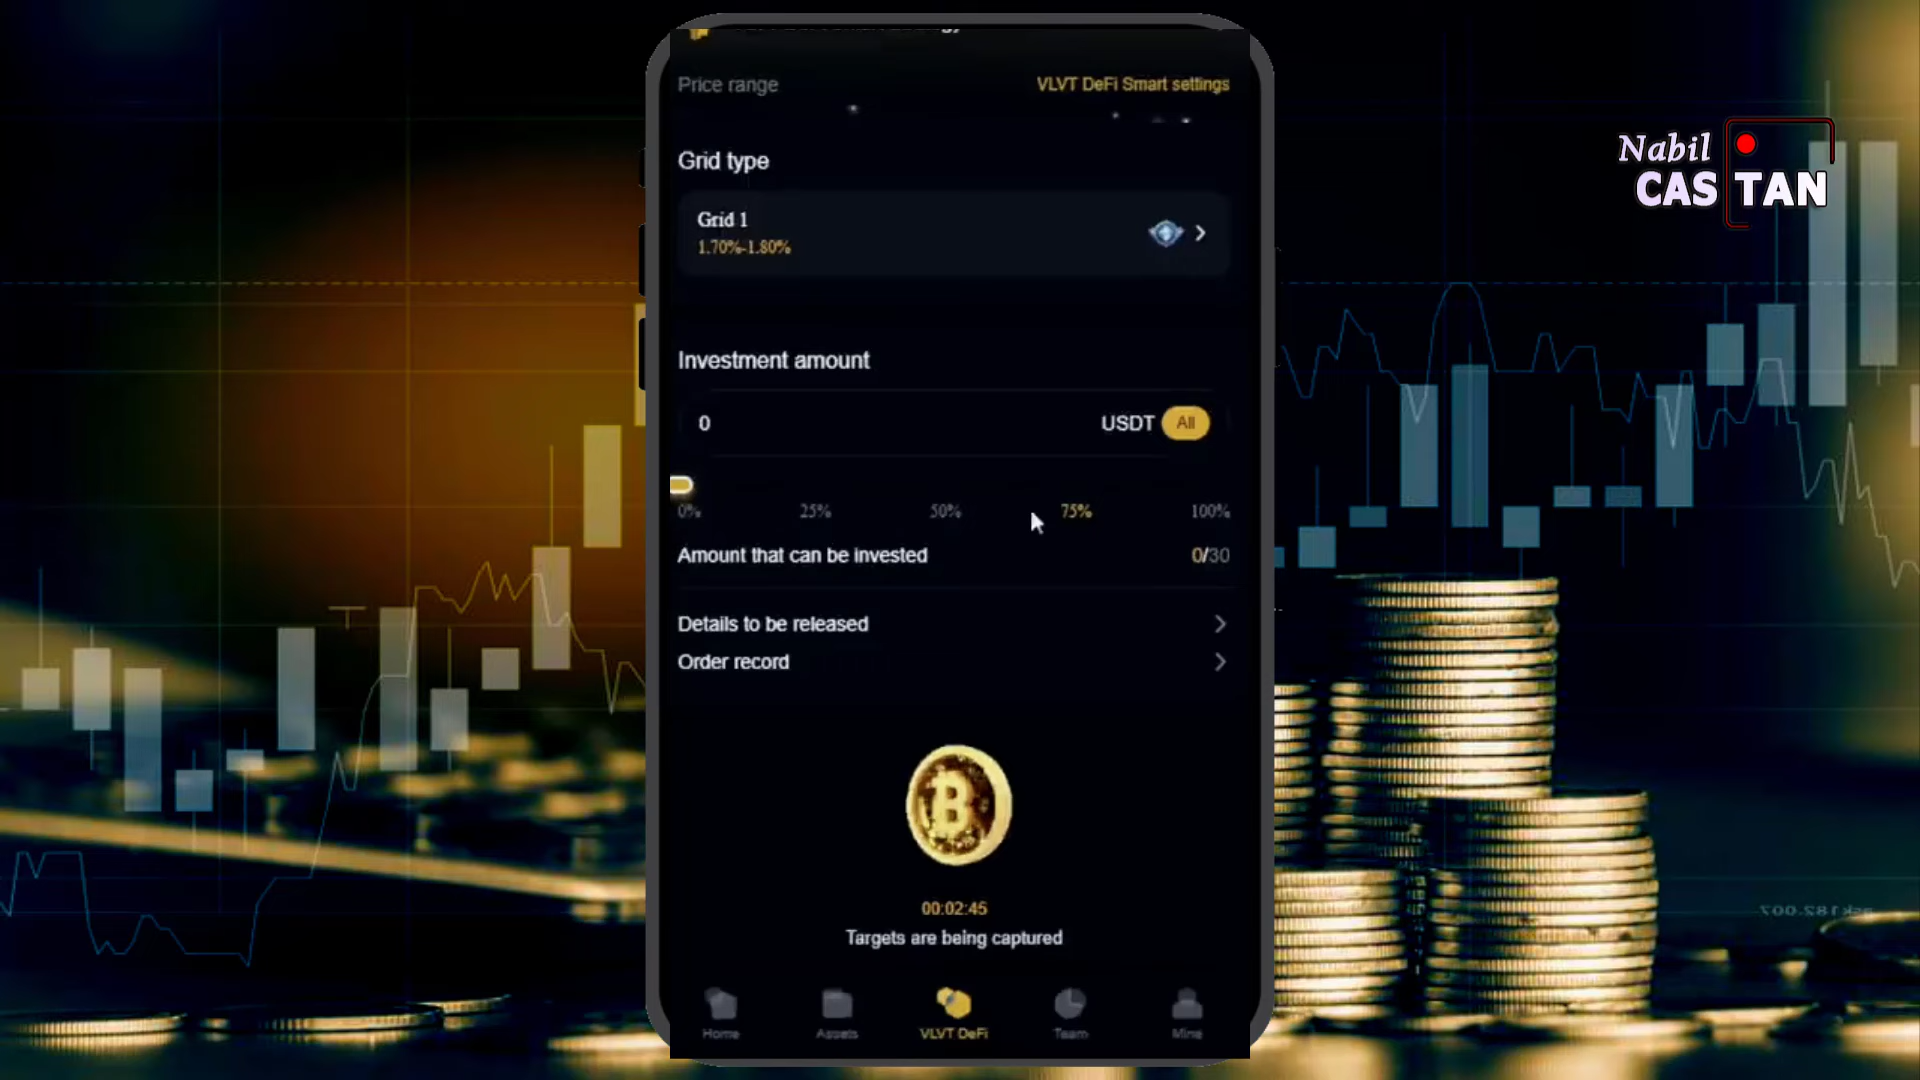 Price range
VLVT DeFi Smart settings
Nabil
CASTAN
Grid type
Grid 1
1.70%-1.80%
Investment amount
0
USDT
All
0%
25%
50%
75%
100%
Amount that can be invested
0/30
Details to be released
Order record
00:02:45
Targets are being captured
Home
Assets
VLVT DeFi
Team
Mine